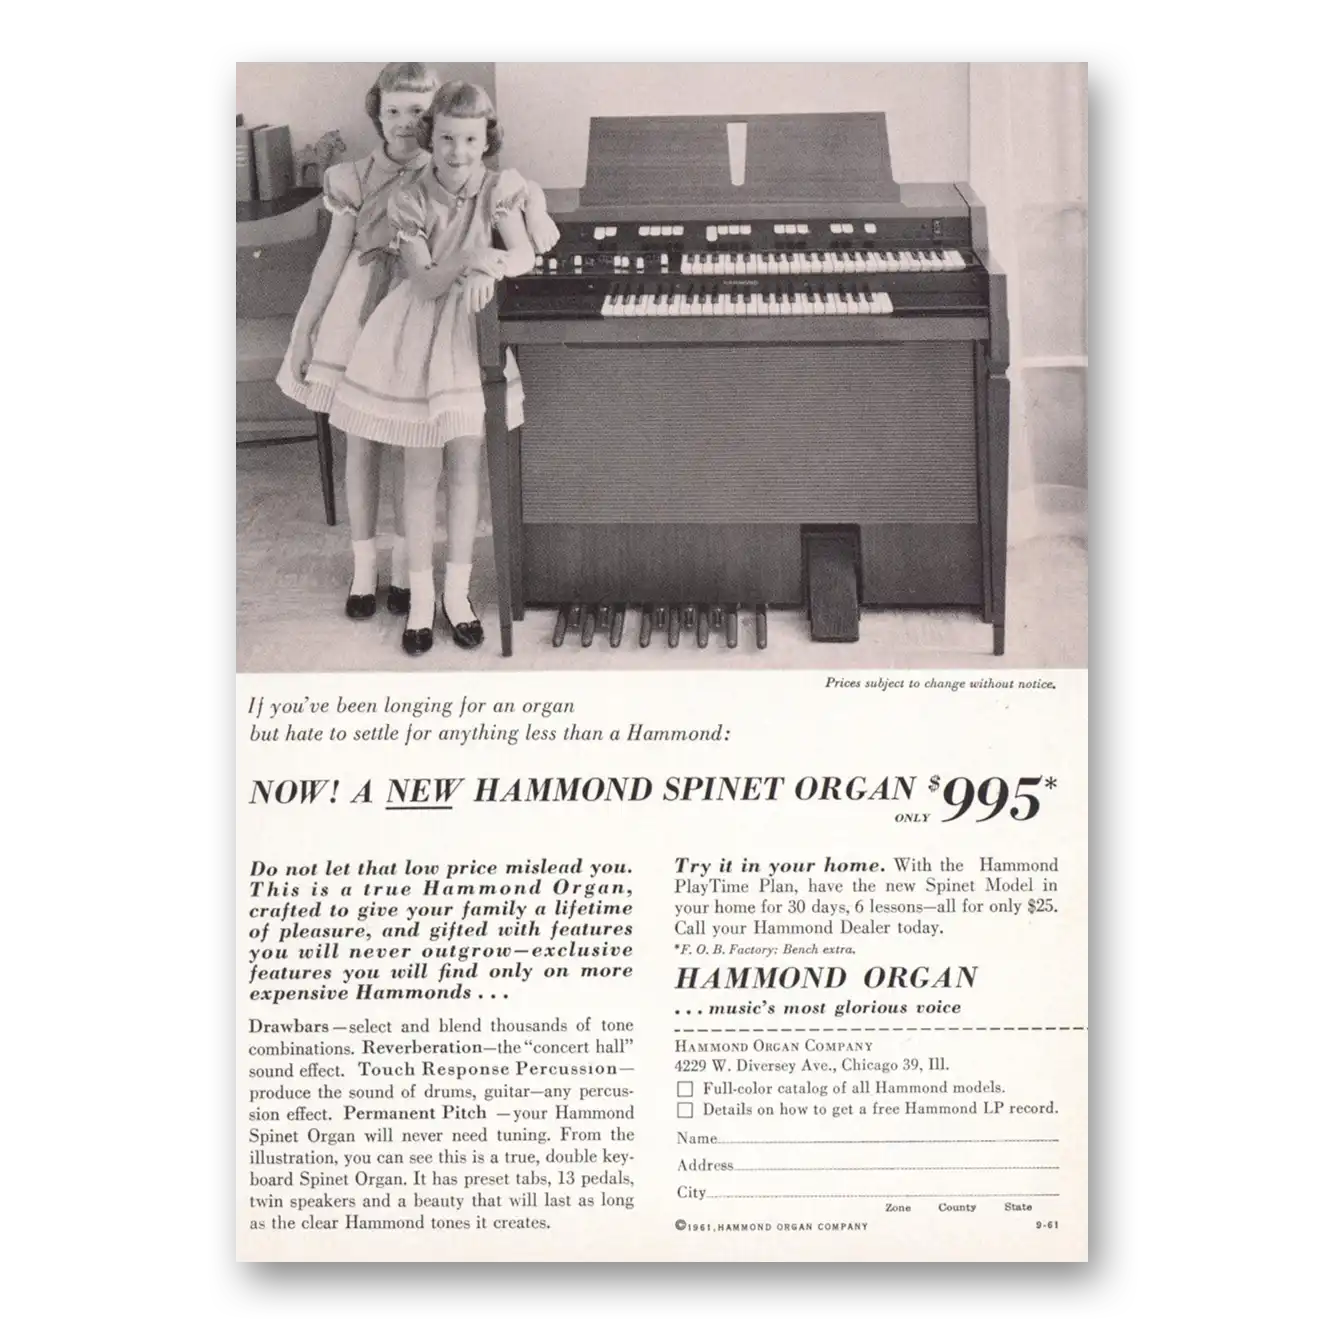 HAMMOND
Prices subject to change without notice.
If you've been longing for an organ
but hate to settle for anything less than a Hammond:
NOW! A NEW HAMMOND SPINET ORGAN ONLY $995*
Do not let that low price mislead you.
This is a true Hammond Organ,
crafted to give your family a lifetime
of pleasure, and gifted with features
you will never outgrow—exclusive
features you will find only on more
expensive Hammonds . . .
Drawbars—select and blend thousands of tone
combinations. Reverberation—the "concert hall"
sound effect. Touch Response Percussion—
produce the sound of drums, guitar—any percus-
sion effect. Permanent Pitch—your Hammond
Spinet Organ will never need tuning. From the
illustration, you can see this is a true, double key-
board Spinet Organ. It has preset tabs, 13 pedals,
twin speakers and a beauty that will last as long
as the clear Hammond tones it creates.
Try it in your home. With the Hammond
PlayTime Plan, have the new Spinet Model in
your home for 30 days, 6 lessons—all for only $25.
Call your Hammond Dealer today.
*F. O. B. Factory: Bench extra.
HAMMOND ORGAN
. . . music's most glorious voice
HAMMOND ORGAN COMPANY
4229 W. Diversey Ave., Chicago 39, Ill.
Full-color catalog of all Hammond models.
Details on how to get a free Hammond LP record.
Name
Address
City
Zone County State
©1961, HAMMOND ORGAN COMPANY 9-61